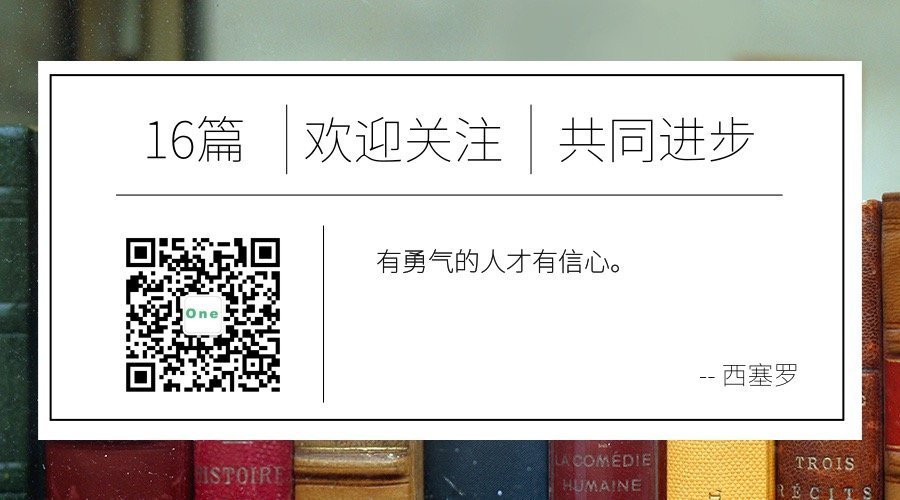 16篇 欢迎关注 共同进步
One
有勇气的人才有信心。
-- 西塞罗
HISTOIRE
LA COMÉDIE
HUMAINE
TROIS
RÉCITS